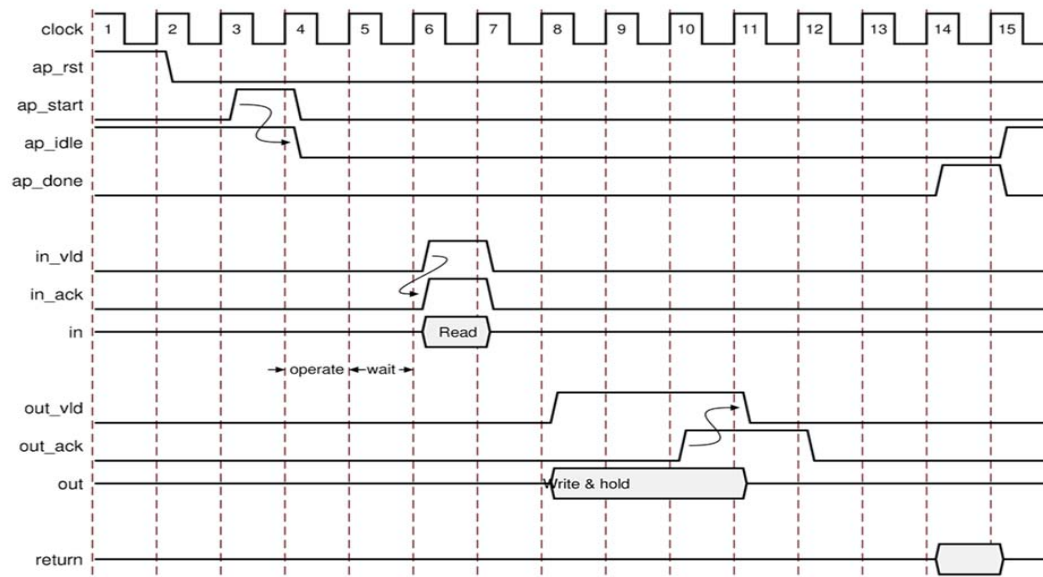 clock 1 2 3 4 5 6 7 8 9 10 11 12 13 14 15
ap_rst
ap_start
ap_idle
ap_done
in_vld
in_ack
in Read
operate wait
out_vld
out_ack
out Write & hold
return